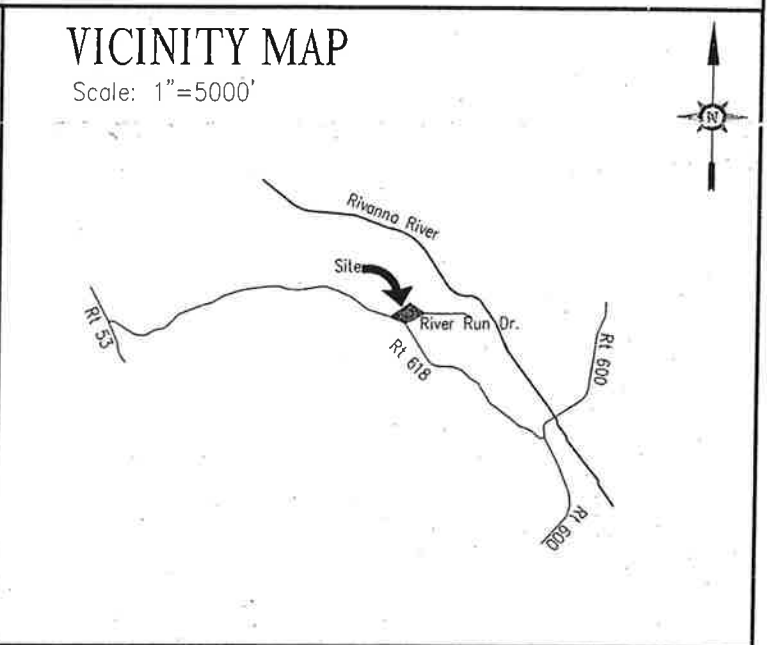 VICINITY MAP
Scale: 1"=5000'
N
Rivanna River
Site
River Run Dr.
Rt 53
Rt 618
Rt 600
Rt 600